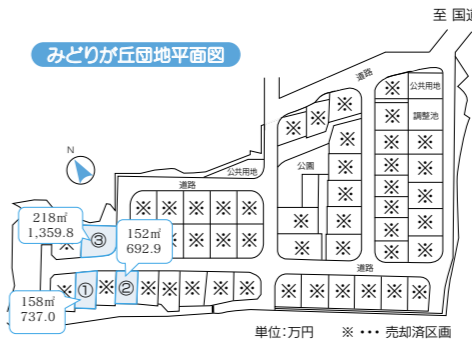 至 国道
みどりが丘団地平面図
道路
※ 公共用地
※ 調整池
※ ※ ※
※ ※ ※
N
公共用地
公園
※ ※ ※
道路
※ ※ ※ ※ ※
※ ※ ※
218㎡
1,359.8
152㎡
692.9
※ ③
※ ※ ※ ※ ※
※ ※ ※
道路
① ※ ② ※ ※ ※ ※ ※
※ ※ ※ ※ ※ ※ ※
158㎡
737.0
単位:万円 ※ ・・・ 売却済区画